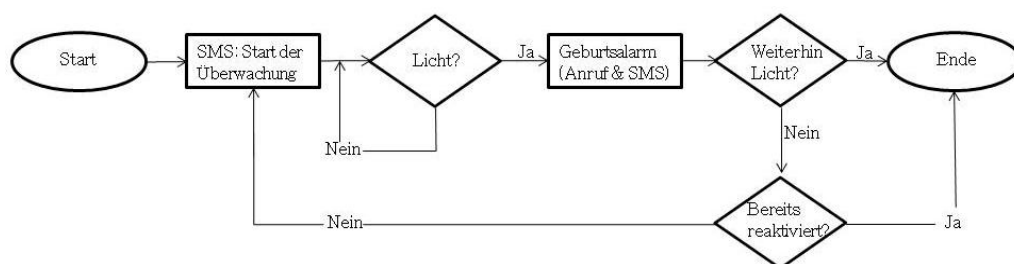 Start
SMS: Start der
Überwachung
Licht?
Ja
Nein
Geburtsalarm
(Anruf & SMS)
Weiterhin
Licht?
Ja
Ende
Nein
Bereits
reaktiviert?
Nein
Ja